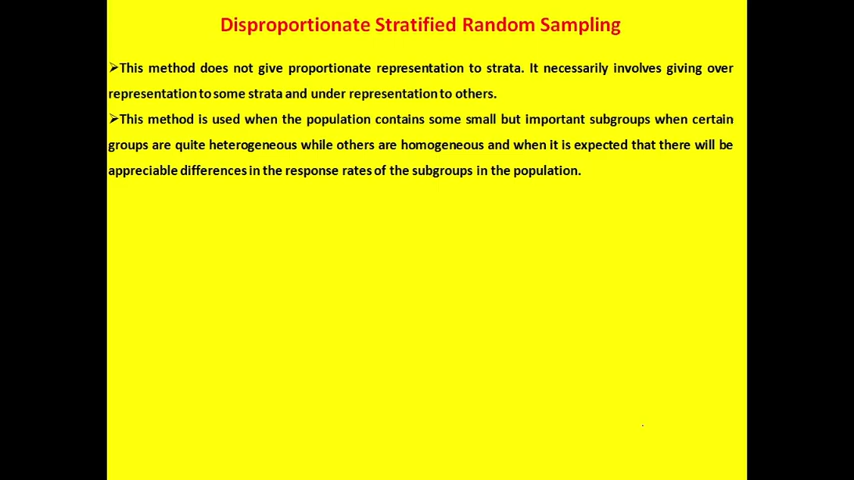 Disproportionate Stratified Random Sampling
➢This method does not give proportionate representation to strata. It necessarily involves giving over
representation to some strata and under representation to others.
➢This method is used when the population contains some small but important subgroups when certain
groups are quite heterogeneous while others are homogeneous and when it is expected that there will be
appreciable differences in the response rates of the subgroups in the population.